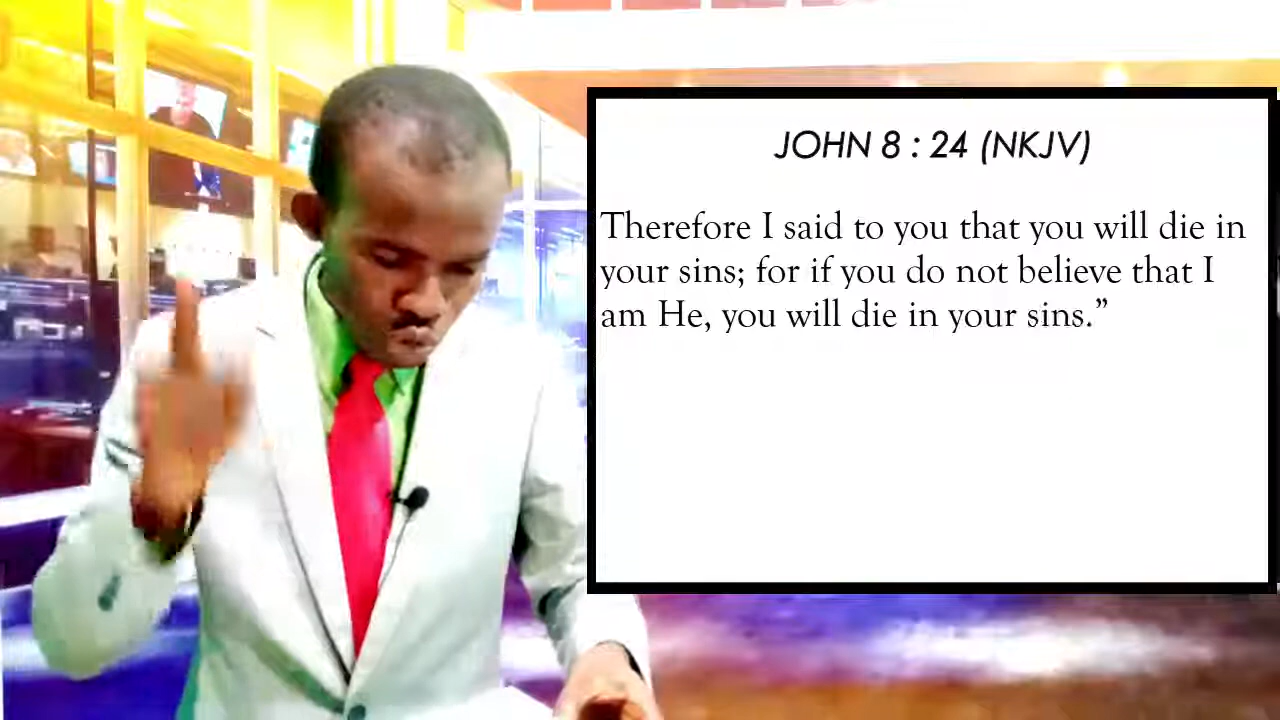 JOHN 8 : 24 (NKJV)
Therefore I said to you that you will die in
your sins; for if you do not believe that I
am He, you will die in your sins.”